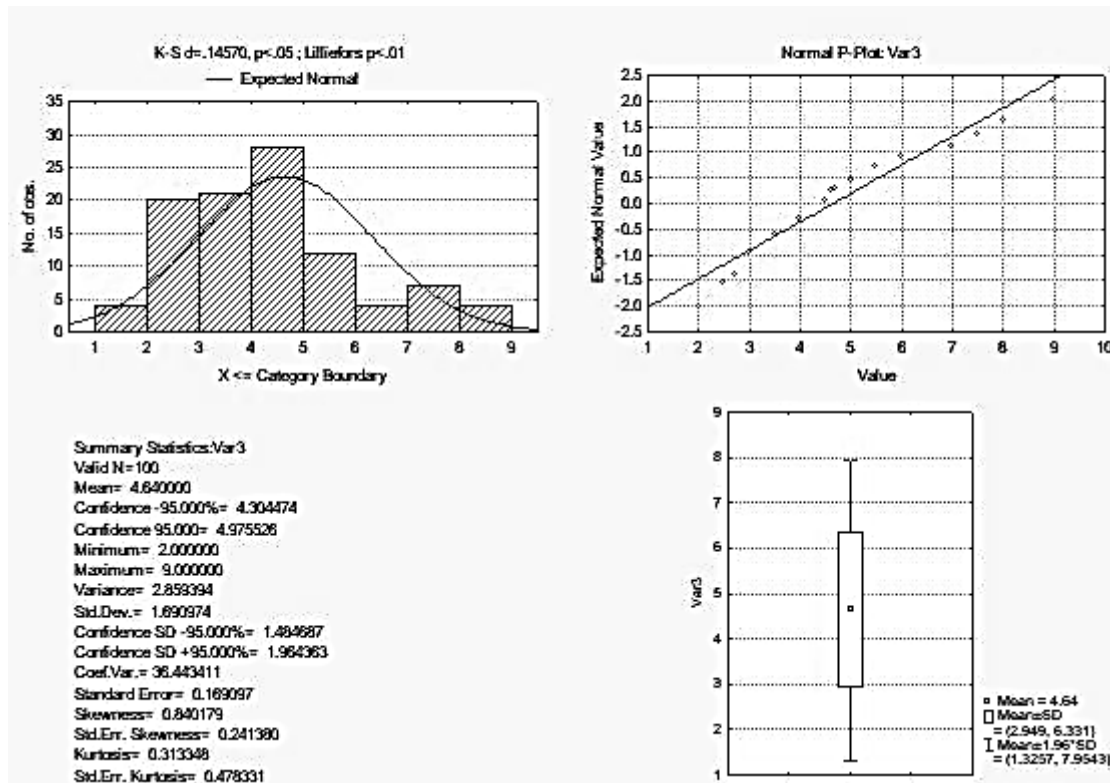 K-S d=.14570, p<.05 ; Lilliefors p<.01
Expected Normal
No. of obs.
35
30
25
20
15
10
5
0
1 2 3 4 5 6 7 8 9
X <= Category Boundary
Normal P-Plot: Var3
Expected Normal Value
2.5
2.0
1.5
1.0
0.5
0.0
-0.5
-1.0
-1.5
-2.0
-2.5
1 2 3 4 5 6 7 8 9 10
Value
Summary Statistics:Var3
Valid N=100
Mean= 4.640000
Confidence -95.000%= 4.304474
Confidence 95.000= 4.975526
Minimum= 2.000000
Maximum= 9.000000
Variance= 2.859394
Std.Dev.= 1.690974
Confidence SD -95.000%= 1.484687
Confidence SD +95.000%= 1.964363
Coef.Var.= 36.443411
Standard Error= 0.169097
Skewness= 0.840179
Std.Err. Skewness= 0.241380
Kurtosis= 0.313348
Std.Err. Kurtosis= 0.478331
Var3
9
8
7
6
5
4
3
2
1
Mean = 4.64
Mean±SD
= (2.949, 6.331)
Mean±1.96*SD
= (1.3257, 7.9543)